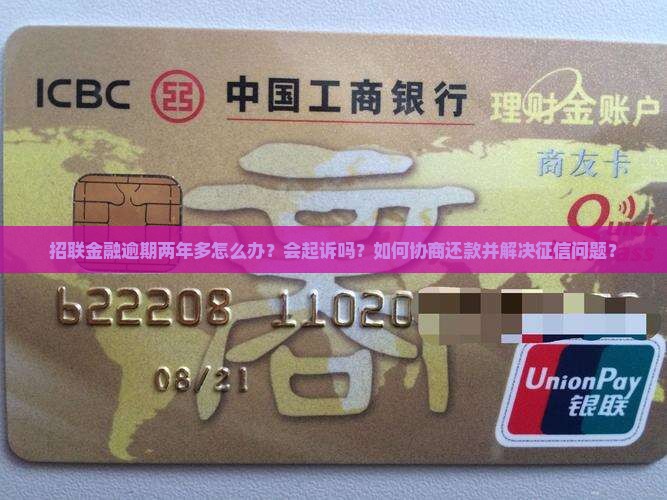 ICBC 中国工商银行 理财金账户
商友卡
Quick
招联金融逾期两年多怎么办？会起诉吗？如何协商还款并解决征信问题？
商
622208 11020
08/21
UnionPay
银联